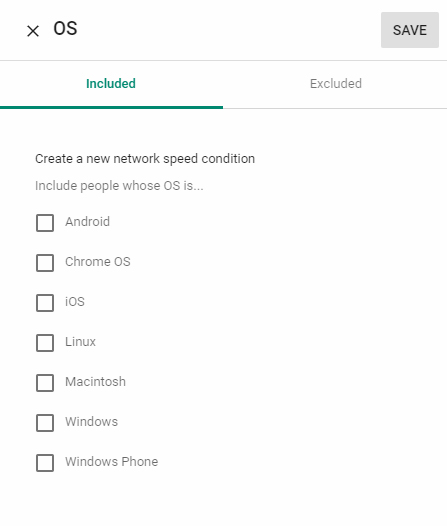 OS
SAVE
Included
Excluded
Create a new network speed condition
Include people whose OS is...
Android
Chrome OS
iOS
Linux
Macintosh
Windows
Windows Phone